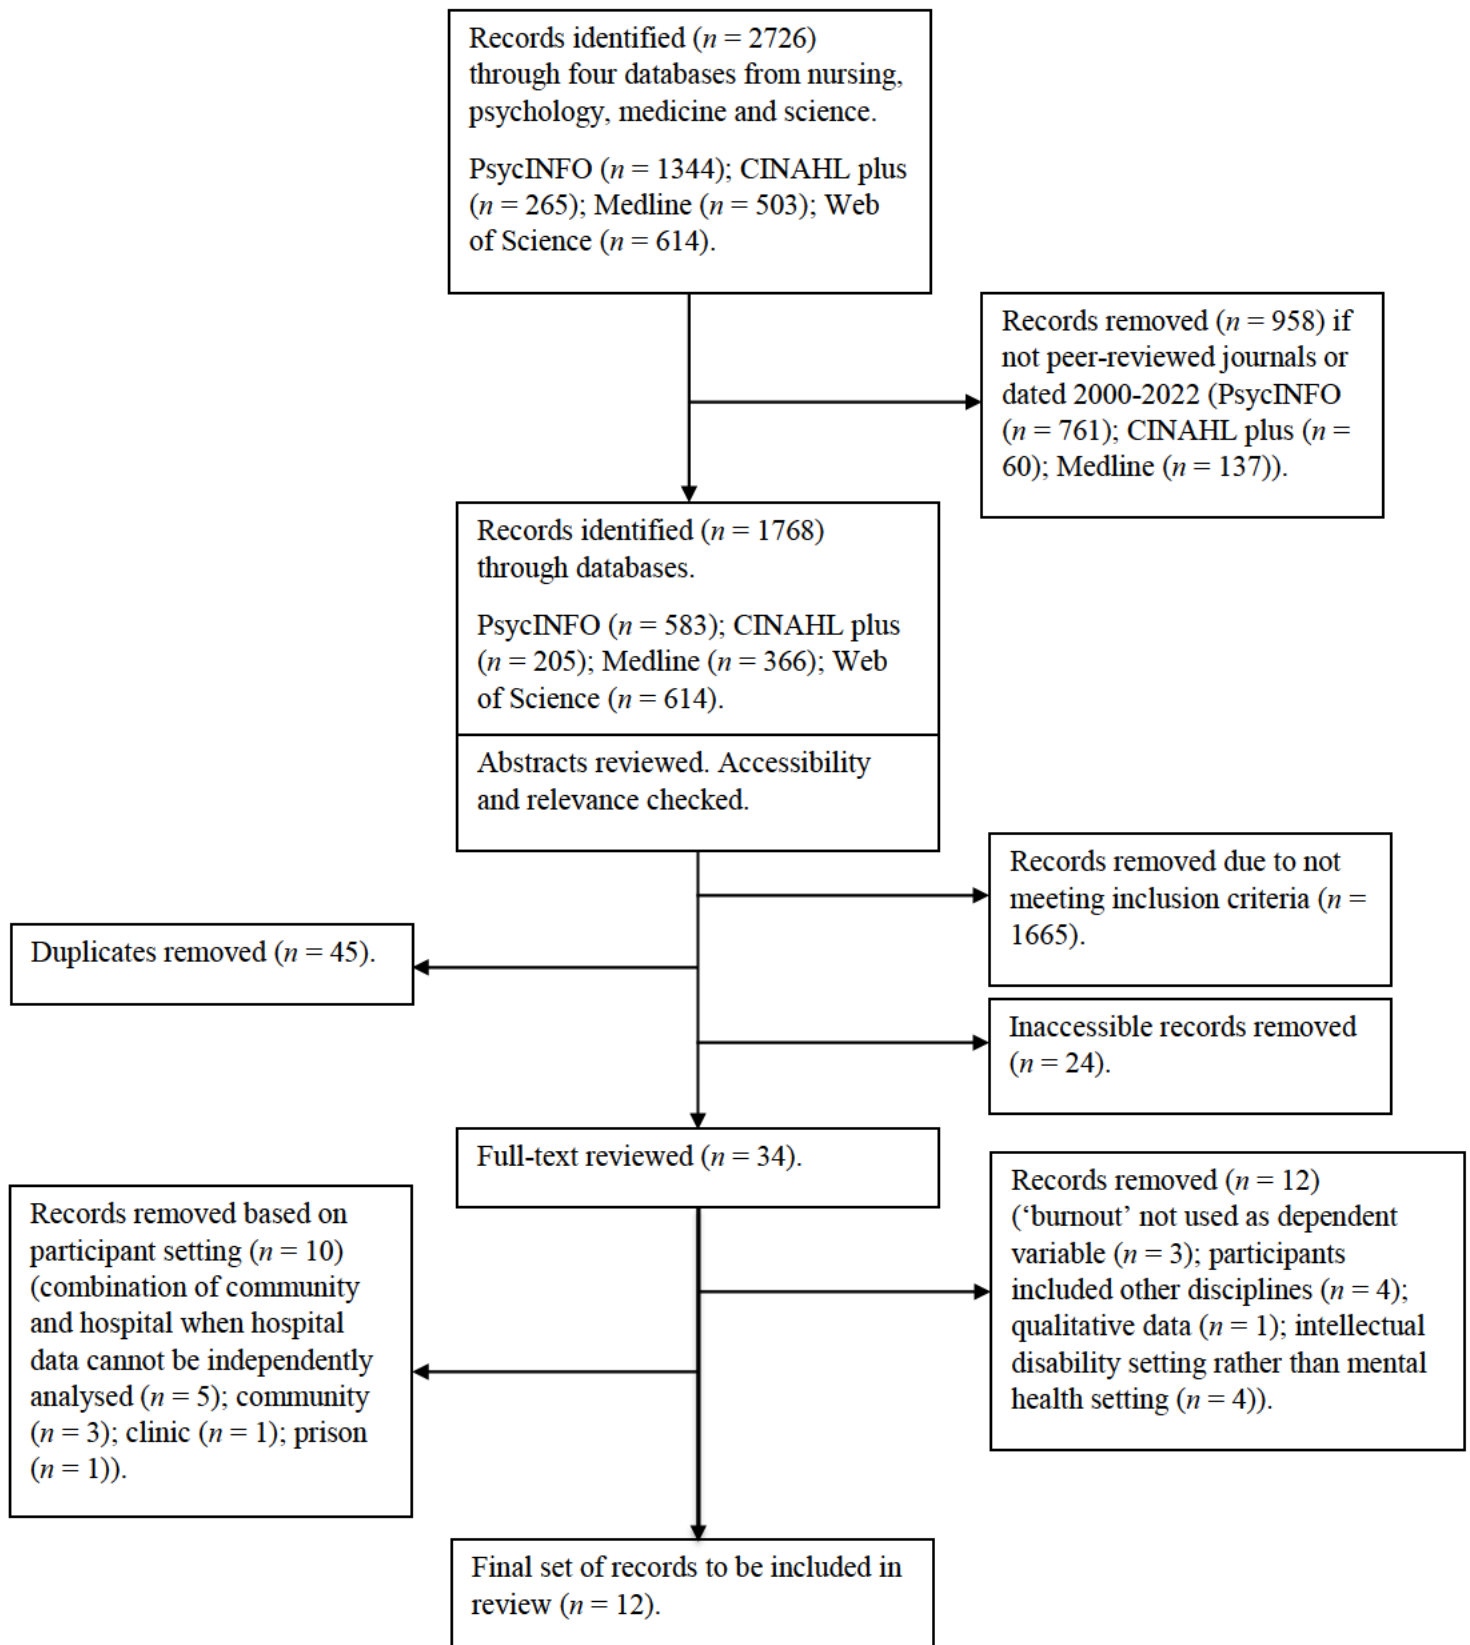 Records identified (n = 2726)
through four databases from nursing,
psychology, medicine and science.
PsycINFO (n = 1344); CINAHL plus
(n = 265); Medline (n = 503); Web
of Science (n = 614).
Records removed (n = 958) if
not peer-reviewed journals or
dated 2000-2022 (PsycINFO
(n = 761); CINAHL plus (n =
60); Medline (n = 137)).
Records identified (n = 1768)
through databases.
PsycINFO (n = 583); CINAHL plus
(n = 205); Medline (n = 366); Web
of Science (n = 614).
Abstracts reviewed. Accessibility
and relevance checked.
Records removed due to not
meeting inclusion criteria (n =
1665).
Duplicates removed (n = 45).
Inaccessible records removed
(n = 24).
Full-text reviewed (n = 34).
Records removed (n = 12)
(‘burnout’ not used as dependent
variable (n = 3); participants
included other disciplines (n = 4);
qualitative data (n = 1); intellectual
disability setting rather than mental
health setting (n = 4)).
Records removed based on
participant setting (n = 10)
(combination of community
and hospital when hospital
data cannot be independently
analysed (n = 5); community
(n = 3); clinic (n = 1); prison
(n = 1)).
Final set of records to be included in
review (n = 12).